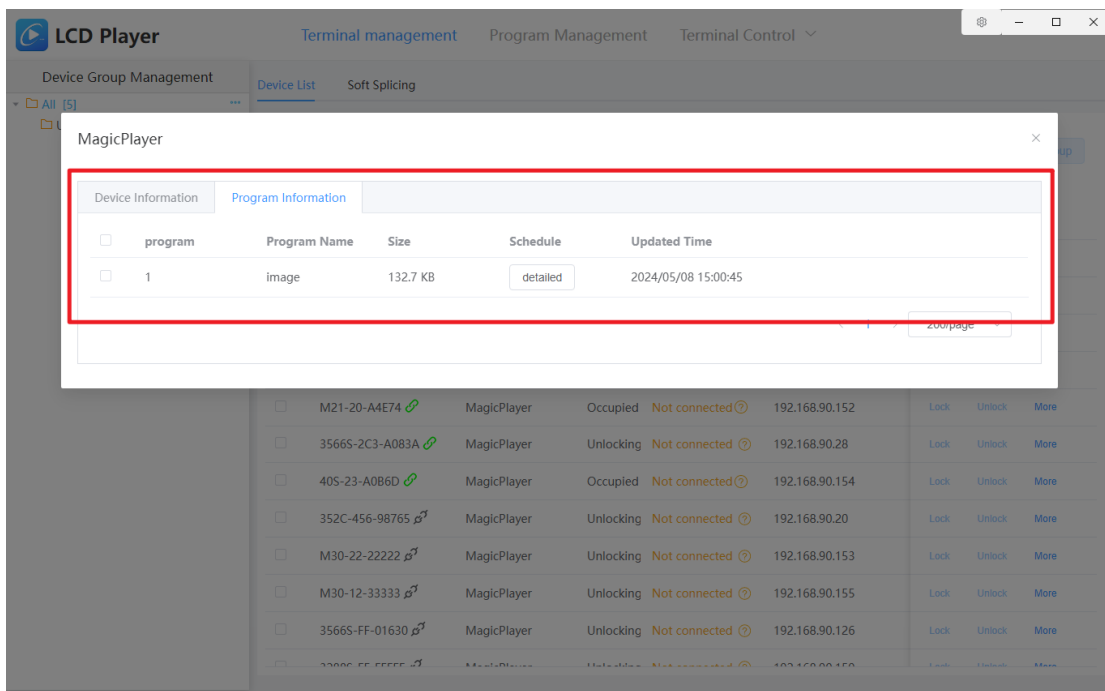 LCD Player
Terminal management Program Management Terminal Control
Device Group Management
Device List Soft Splicing
All [5]
MagicPlayer
Device Information Program Information
program Program Name Size Schedule Updated Time
1 image 132.7 KB detailed 2024/05/08 15:00:45
1 200/page
M21-20-A4E74 MagicPlayer Occupied Not connected 192.168.90.152 Lock Unlock More
3566S-2C3-A083A MagicPlayer Unlocking Not connected 192.168.90.28 Lock Unlock More
40S-23-A0B6D MagicPlayer Occupied Not connected 192.168.90.154 Lock Unlock More
352C-456-98765 MagicPlayer Unlocking Not connected 192.168.90.20 Lock Unlock More
M30-22-22222 MagicPlayer Unlocking Not connected 192.168.90.153 Lock Unlock More
M30-12-33333 MagicPlayer Unlocking Not connected 192.168.90.155 Lock Unlock More
3566S-FF-01630 MagicPlayer Unlocking Not connected 192.168.90.126 Lock Unlock More